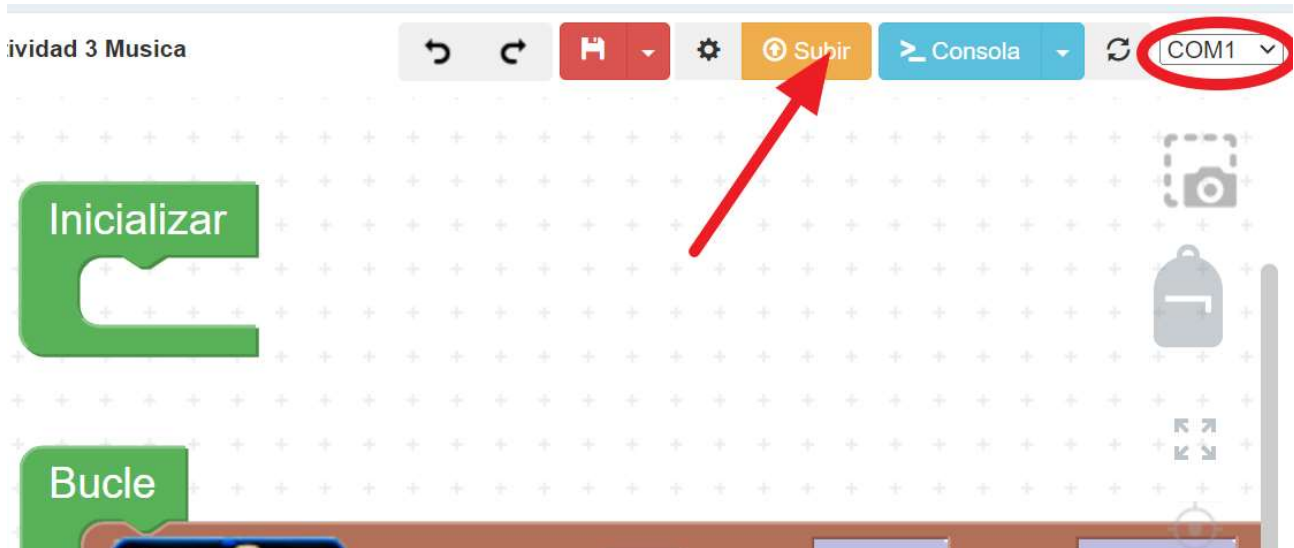 ividad 3 Musica
Subir
>_ Consola
COM1
Inicializar
Bucle